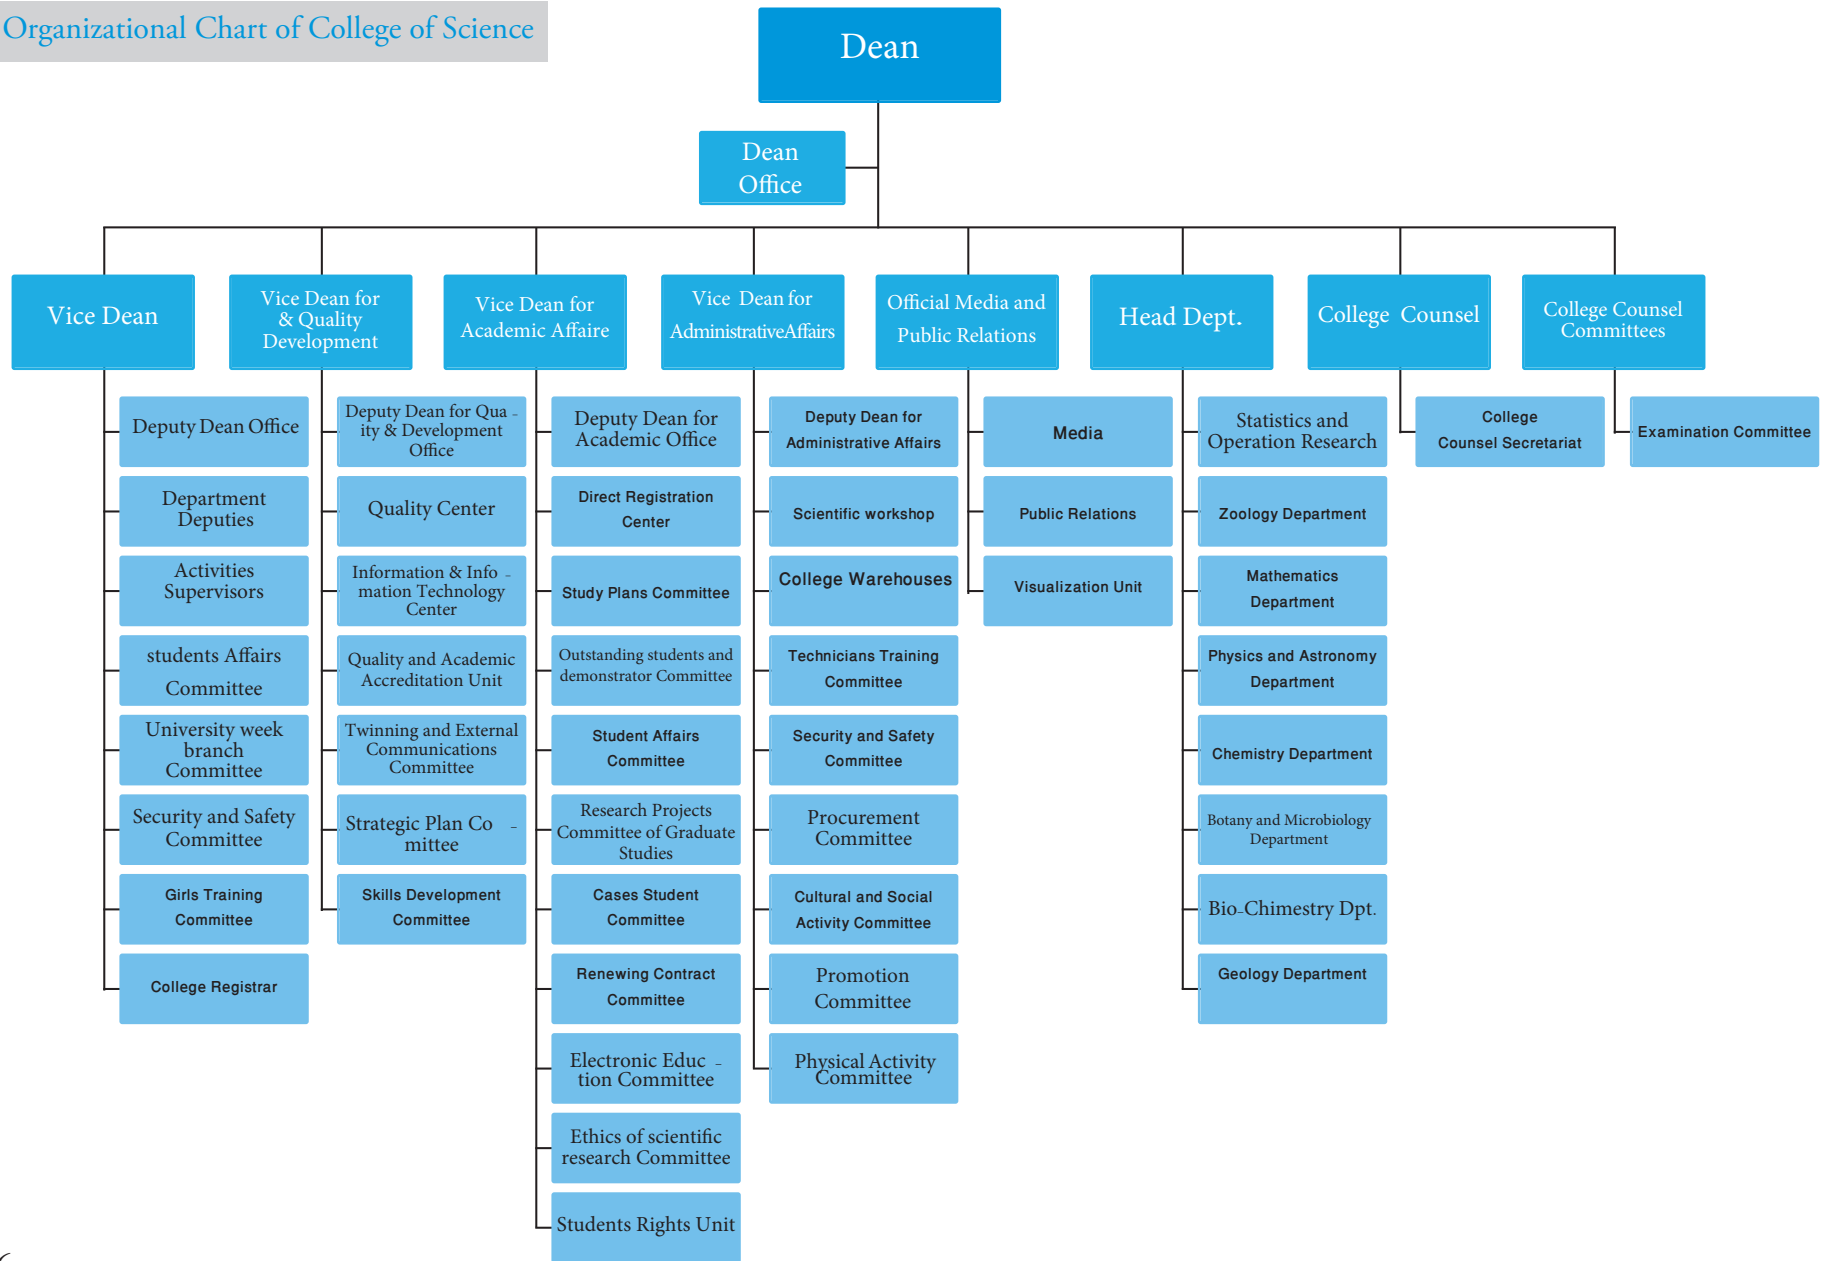 Organizational Chart of College of Science
Dean
Dean
Office
Vice Dean
Vice Dean for
& Quality
Development
Vice Dean for
Academic Affaire
Vice Dean for
AdministrativeAffairs
Official Media and
Public Relations
Head Dept.
College Counsel
College Counsel
Committees
Deputy Dean Office
Department
Deputies
Activities
Supervisors
students Affairs
Committee
University week
branch
Committee
Security and Safety
Committee
Girls Training
Committee
College Registrar
Deputy Dean for Qua -
ity & Development
Office
Quality Center
Information & Info -
mation Technology
Center
Quality and Academic
Accreditation Unit
Twinning and External
Communications
Committee
Strategic Plan Co -
mittee
Skills Development
Committee
Deputy Dean for
Academic Office
Direct Registration
Center
Study Plans Committee
Outstanding students and
demonstrator Committee
Student Affairs
Committee
Research Projects
Committee of Graduate
Studies
Cases Student
Committee
Renewing Contract
Committee
Electronic Educ -
tion Committee
Ethics of scientific
research Committee
Students Rights Unit
Deputy Dean for
Administrative Affairs
Scientific workshop
College Warehouses
Technicians Training
Committee
Security and Safety
Committee
Procurement
Committee
Cultural and Social
Activity Committee
Promotion
Committee
Physical Activity
Committee
Media
Public Relations
Visualization Unit
Statistics and
Operation Research
Zoology Department
Mathematics
Department
Physics and Astronomy
Department
Chemistry Department
Botany and Microbiology
Department
Bio-Chimestry Dpt.
Geology Department
College
Counsel Secretariat
Examination Committee